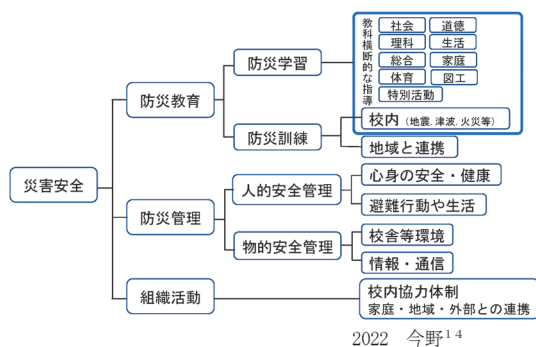 災害安全
防災教育
防災学習
教科横断的な指導
社会
道徳
理科
生活
総合
家庭
体育
図工
特別活動
防災訓練
校内（地震.津波.火災等）
地域と連携
防災管理
人的安全管理
心身の安全・健康
避難行動や生活
物的安全管理
校舎等環境
情報・通信
組織活動
校内協力体制
家庭・地域・外部との連携
2022　今野¹⁴